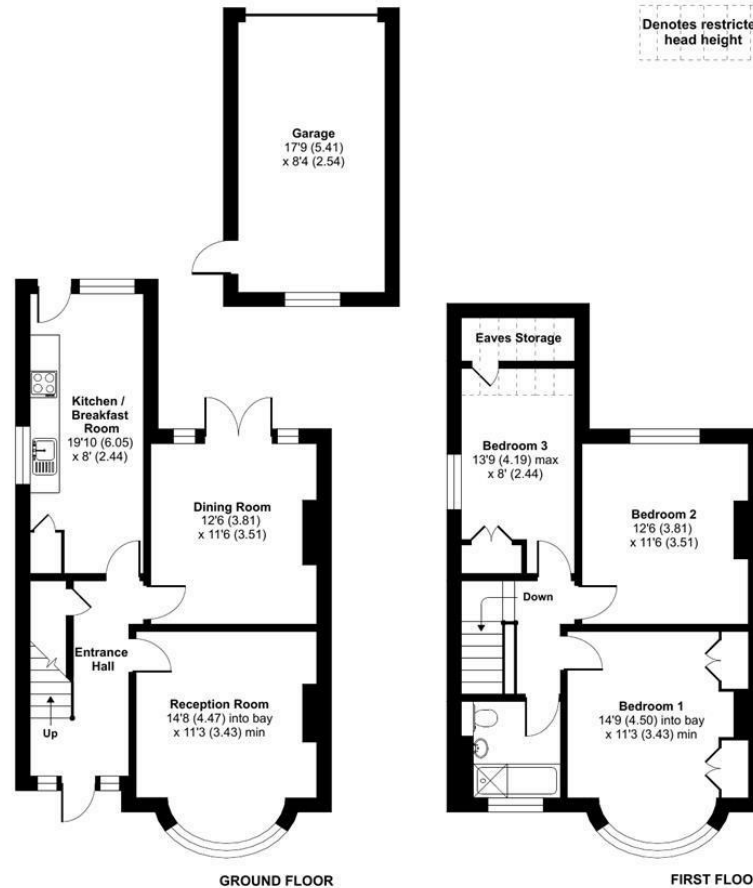 Denotes restricte
head height
Garage
17'9 (5.41)
x 8'4 (2.54)
Kitchen /
Breakfast
Room
19'10 (6.05)
x 8' (2.44)
Dining Room
12'6 (3.81)
x 11'6 (3.51)
Entrance
Hall
Up
Reception Room
14'8 (4.47) into bay
x 11'3 (3.43) min
GROUND FLOOR
Eaves Storage
Bedroom 3
13'9 (4.19) max
x 8' (2.44)
Bedroom 2
12'6 (3.81)
x 11'6 (3.51)
Down
Bedroom 1
14'9 (4.50) into bay
x 11'3 (3.43) min
FIRST FLOO